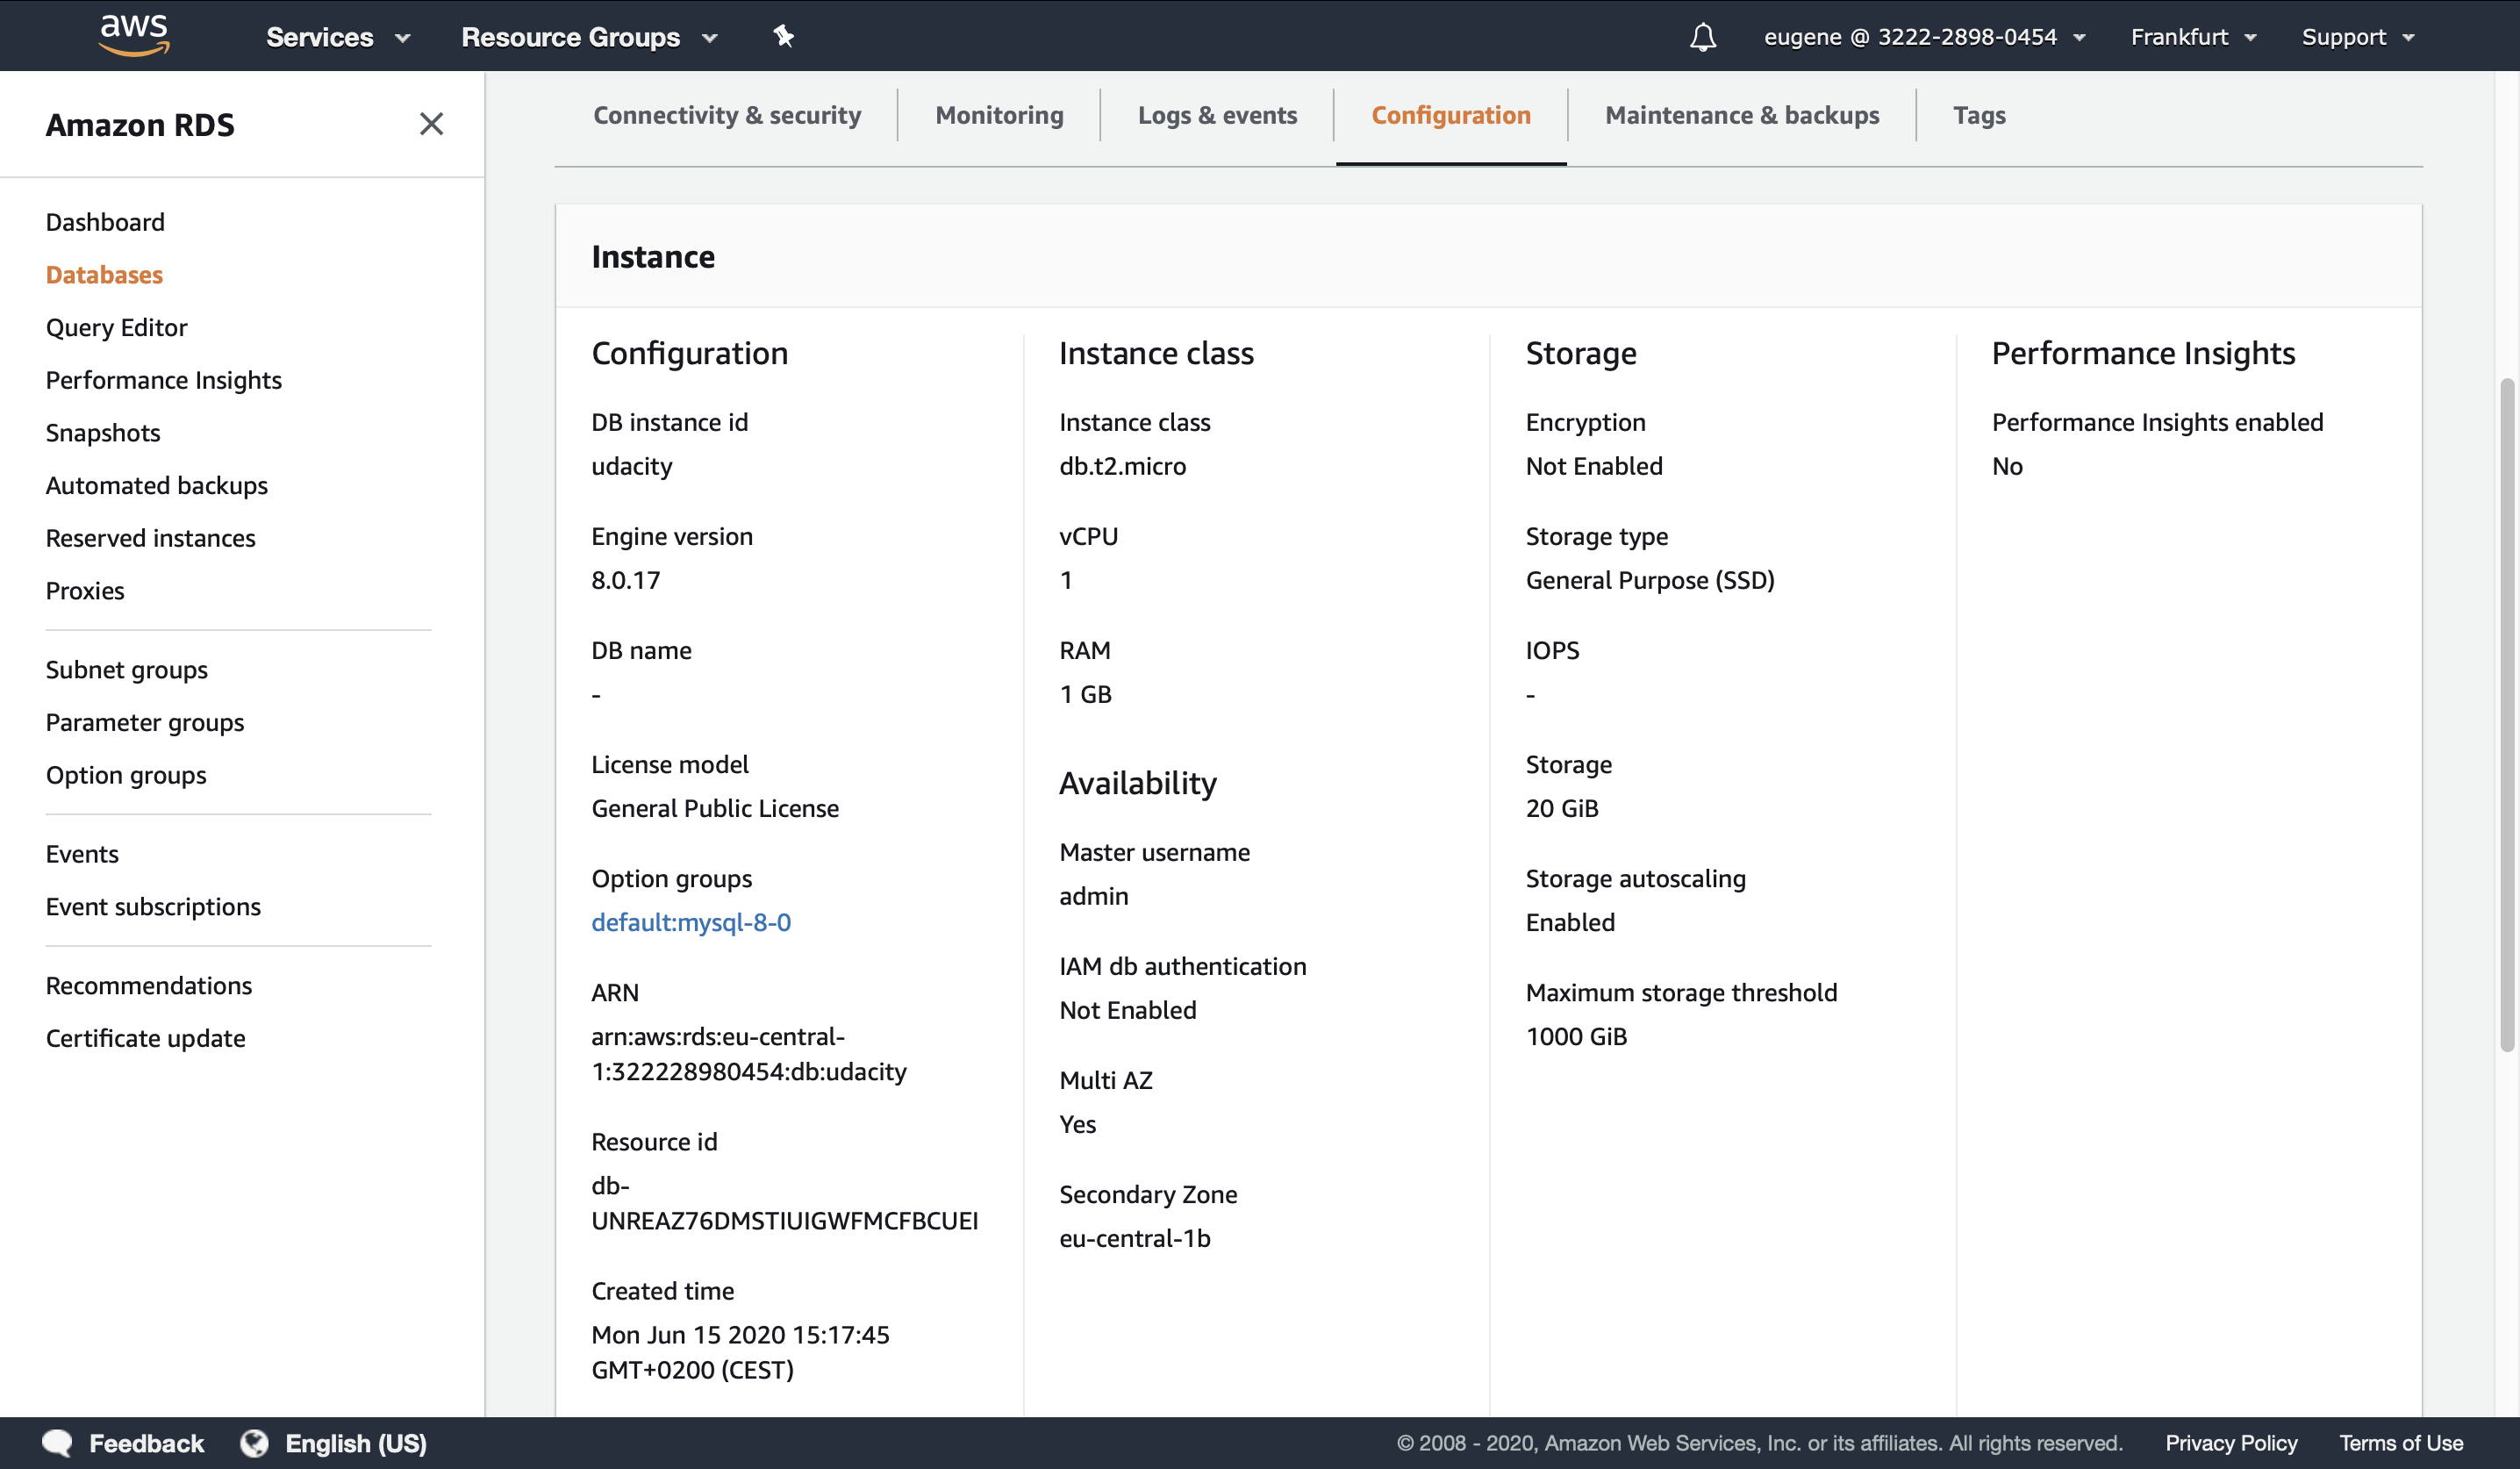 aws
Services
Resource Groups
eugene @ 3222-2898-0454
Frankfurt
Support
Amazon RDS
Dashboard
Databases
Query Editor
Performance Insights
Snapshots
Automated backups
Reserved instances
Proxies
Subnet groups
Parameter groups
Option groups
Events
Event subscriptions
Recommendations
Certificate update
Connectivity & security
Monitoring
Logs & events
Configuration
Maintenance & backups
Tags
Instance
Configuration
DB instance id
udacity
Engine version
8.0.17
DB name
-
License model
General Public License
Option groups
default:mysql-8-0
ARN
arn:aws:rds:eu-central-
1:322228980454:db:udacity
Resource id
db-
UNREAZ76DMSTIUIGWFMCFBCUEI
Created time
Mon Jun 15 2020 15:17:45
GMT+0200 (CEST)
Instance class
Instance class
db.t2.micro
vCPU
1
RAM
1 GB
Availability
Master username
admin
IAM db authentication
Not Enabled
Multi AZ
Yes
Secondary Zone
eu-central-1b
Storage
Encryption
Not Enabled
Storage type
General Purpose (SSD)
IOPS
-
Storage
20 GiB
Storage autoscaling
Enabled
Maximum storage threshold
1000 GiB
Performance Insights
Performance Insights enabled
No
Feedback
English (US)
© 2008 - 2020, Amazon Web Services, Inc. or its affiliates. All rights reserved.
Privacy Policy
Terms of Use